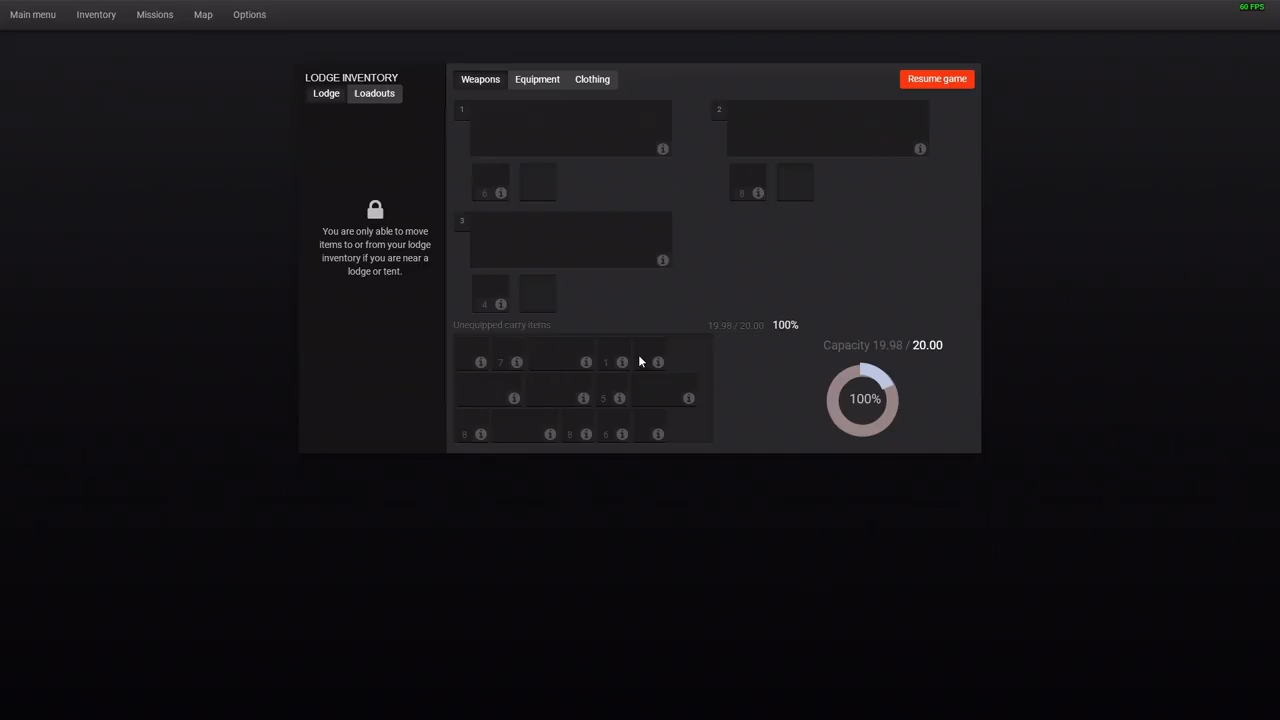 Main menu Inventory Missions Map Options
60 FPS
LODGE INVENTORY
Lodge Loadouts
Weapons Equipment Clothing
Resume game
1
2
6
8
You are only able to move
items to or from your lodge
inventory if you are near a
lodge or tent.
3
4
Unequipped carry items
19.98 / 20.00 100%
Capacity 19.98 / 20.00
7 1
100%
5
8 8 6